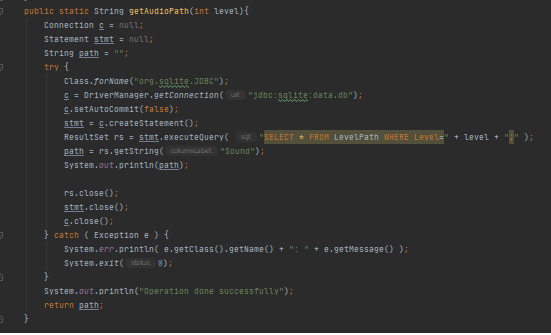 public static String getAudioPath(int level){
Connection c = null;
Statement stmt = null;
String path = "";
try {
Class.forName("org.sqlite.JDBC");
c = DriverManager.getConnection( url: "jdbc:sqlite:data.db");
c.setAutoCommit(false);
stmt = c.createStatement();
ResultSet rs = stmt.executeQuery( sql: "SELECT * FROM LevelPath WHERE Level=" + level + ";" );
path = rs.getString( columnLabel: "Sound");
System.out.println(path);
rs.close();
stmt.close();
c.close();
} catch ( Exception e ) {
System.err.println( e.getClass().getName() + ": " + e.getMessage() );
System.exit( status: 0);
}
System.out.println("Operation done successfully");
return path;
}